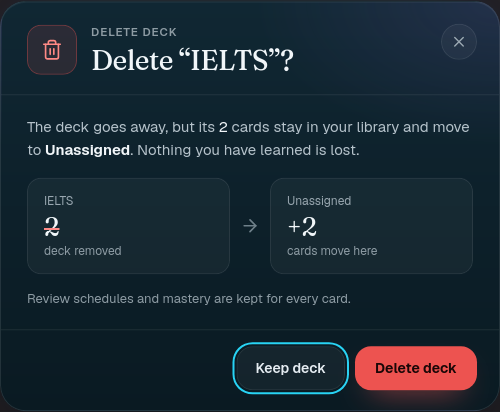 DELETE DECK
Delete “IELTS”?
The deck goes away, but its 2 cards stay in your library and move
to Unassigned. Nothing you have learned is lost.
IELTS
2
deck removed
Unassigned
+2
cards move here
Review schedules and mastery are kept for every card.
Keep deck
Delete deck